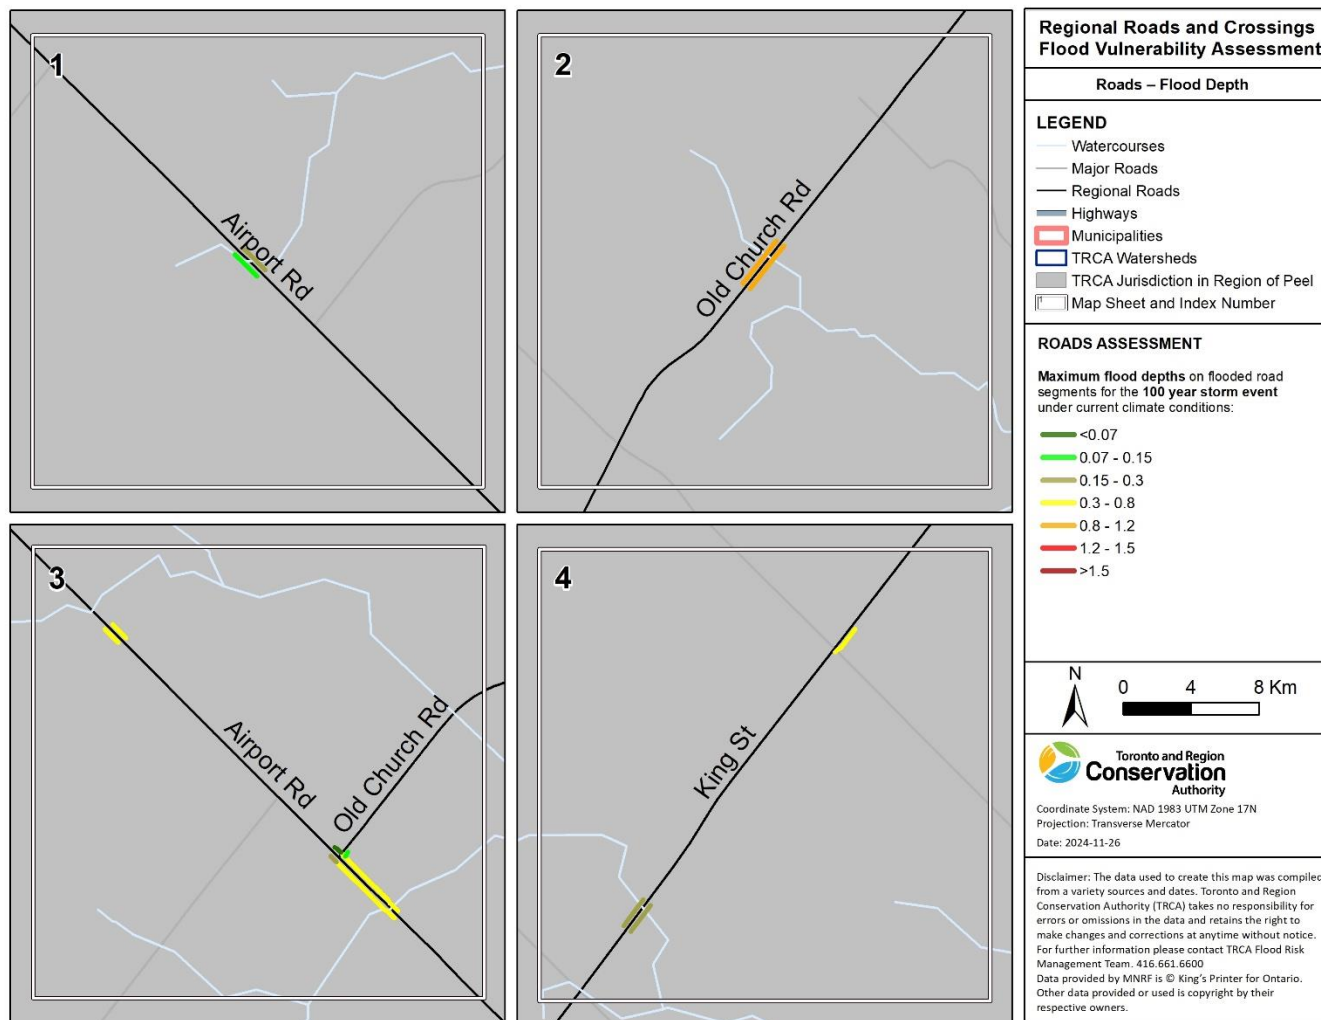 1
Airport Rd
2
Old Church Rd
3
Airport Rd
Old Church Rd
4
King St
Regional Roads and Crossings
Flood Vulnerability Assessment
Roads – Flood Depth
LEGEND
Watercourses
Major Roads
Regional Roads
Highways
Municipalities
TRCA Watersheds
TRCA Jurisdiction in Region of Peel
Map Sheet and Index Number
ROADS ASSESSMENT
Maximum flood depths on flooded road
segments for the 100 year storm event
under current climate conditions:
<0.07
0.07 - 0.15
0.15 - 0.3
0.3 - 0.8
0.8 - 1.2
1.2 - 1.5
>1.5
N
0 4 8 Km
Toronto and Region
Conservation
Authority
Coordinate System: NAD 1983 UTM Zone 17N
Projection: Transverse Mercator
Date: 2024-11-26
Disclaimer: The data used to create this map was compiled
from a variety sources and dates. Toronto and Region
Conservation Authority (TRCA) takes no responsibility for
errors or omissions in the data and retains the right to
make changes and corrections at anytime without notice.
For further information please contact TRCA Flood Risk
Management Team. 416.661.6600
Data provided by MNRF is © King's Printer for Ontario.
Other data provided or used is copyright by their
respective owners.